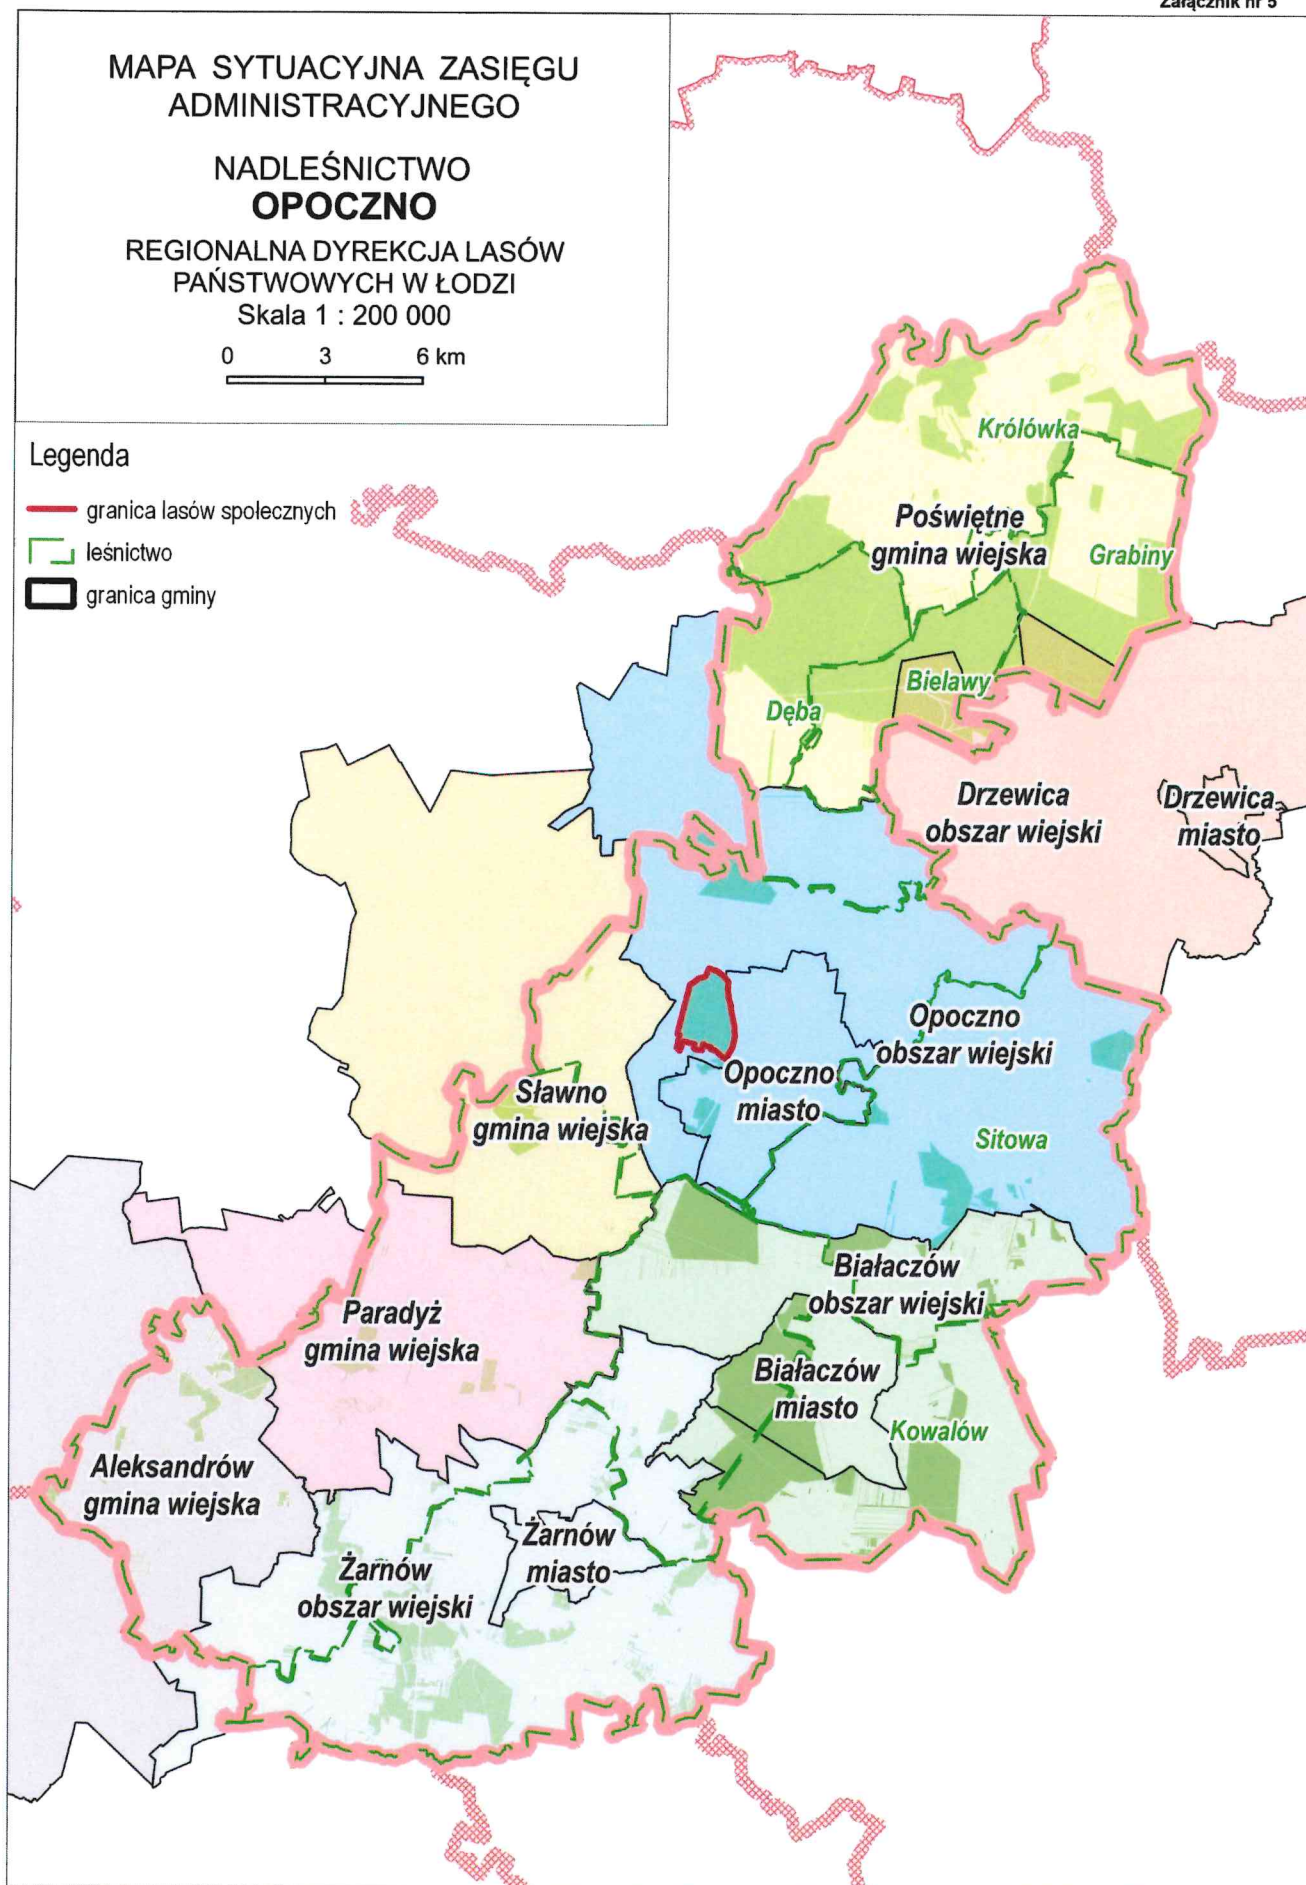 Załącznik nr 5
MAPA SYTUACYJNA ZASIĘGU
ADMINISTRACYJNEGO
NADLEŚNICTWO
OPOCZNO
REGIONALNA DYREKCJA LASÓW
PAŃSTWOWYCH W ŁODZI
Skala 1 : 200 000
0 3 6 km
Legenda
granica lasów społecznych
leśnictwo
granica gminy
Królówka
Poświętne
gmina wiejska
Grabiny
Bielawy
Dęba
Drzewica
obszar wiejski
Drzewica
miasto
Opoczno
obszar wiejski
Opoczno
miasto
Sławno
gmina wiejska
Sitowa
Białaczów
obszar wiejski
Paradyż
gmina wiejska
Białaczów
miasto
Kowalów
Aleksandrów
gmina wiejska
Żarnów
miasto
Żarnów
obszar wiejski